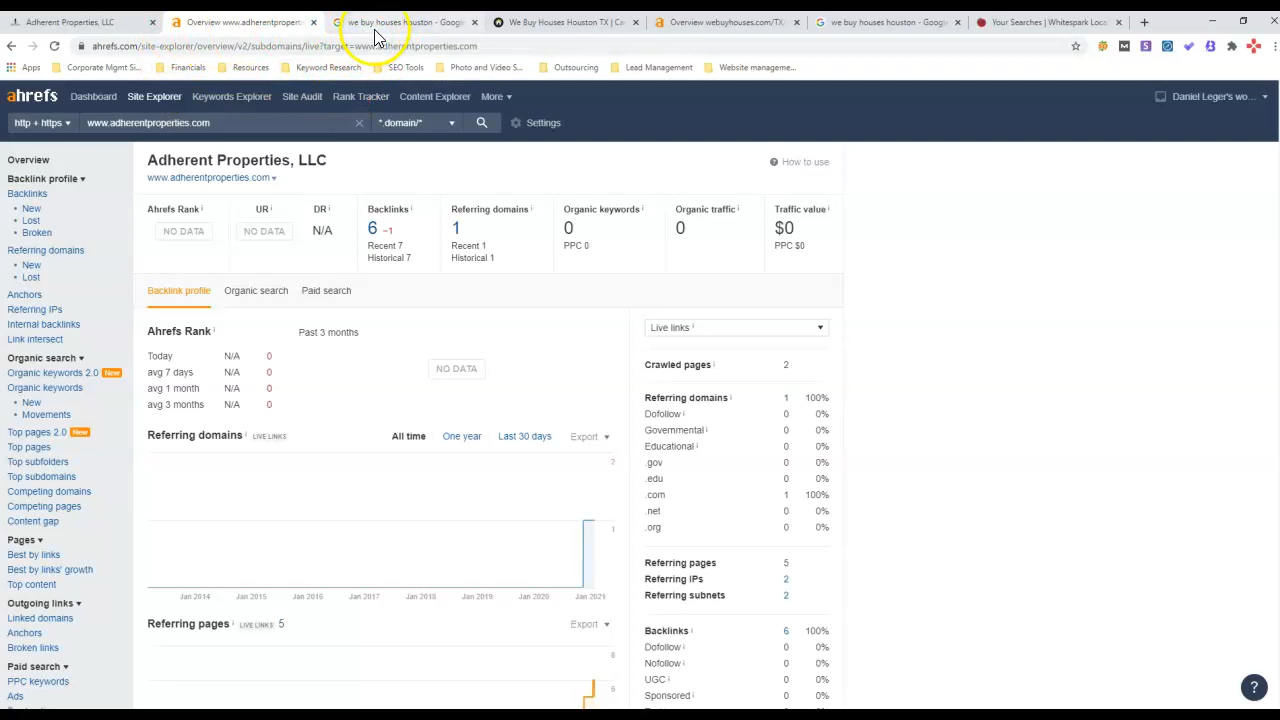 Adherent Properties, LLC × Overview www.adherentproperti × we buy houses houston - Google × We Buy Houses Houston TX | Ca × Overview webuyhouses.com/TX/ × we buy houses houston - Google × Your Searches | Whitespark Loca × +
ahrefs.com/site-explorer/overview/v2/subdomains/live?target=www.adherentproperties.com
Apps Corporate Mgmt Si... Financials Resources Keyword Research SEO Tools Photo and Video S... Outsourcing Lead Management Website manageme...
ahrefs Dashboard Site Explorer Keywords Explorer Site Audit Rank Tracker Content Explorer More Daniel Leger's wo...
http + https www.adherentproperties.com × *.domain/* Settings
Overview
Backlink profile
Backlinks
New
Lost
Broken
Referring domains
New
Lost
Anchors
Referring IPs
Internal backlinks
Link intersect
Organic search
Organic keywords 2.0 New
Organic keywords
New
Movements
Top pages 2.0 New
Top pages
Top subfolders
Top subdomains
Competing domains
Competing pages
Content gap
Pages
Best by links
Best by links' growth
Top content
Outgoing links
Linked domains
Anchors
Broken links
Paid search
PPC keywords
Ads
Adherent Properties, LLC
How to use
www.adherentproperties.com
Ahrefs Rank UR DR Backlinks Referring domains Organic keywords Organic traffic Traffic value
NO DATA NO DATA N/A 6 −1 1 0 0 $0
Recent 7 Recent 1 PPC 0 PPC $0
Historical 7 Historical 1
Backlink profile Organic search Paid search
Ahrefs Rank Past 3 months
Today N/A 0
avg 7 days N/A 0
avg 1 month N/A 0
avg 3 months N/A 0
NO DATA
Referring domains LIVE LINKS All time One year Last 30 days Export
2
1
Jan 2014 Jan 2015 Jan 2016 Jan 2017 Jan 2018 Jan 2019 Jan 2020 Jan 2021
Referring pages LIVE LINKS 5 Export
6
6
Live links
Crawled pages 2
Referring domains 1 100%
Dofollow 0 0%
Governmental 0 0%
Educational 0 0%
.gov 0 0%
.edu 0 0%
.com 1 100%
.net 0 0%
.org 0 0%
Referring pages 5
Referring IPs 2
Referring subnets 2
Backlinks 6 100%
Dofollow 0 0%
Nofollow 0 0%
UGC 0 0%
Sponsored 0 0%
?